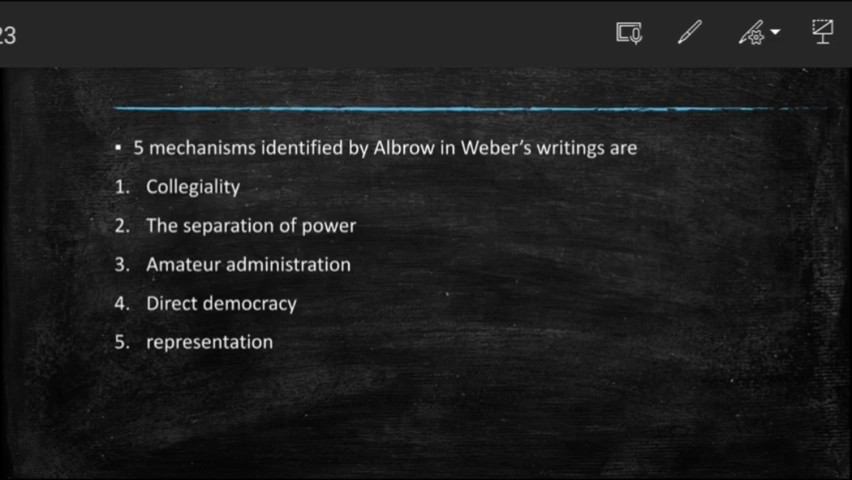 23
▪ 5 mechanisms identified by Albrow in Weber's writings are
1. Collegiality
2. The separation of power
3. Amateur administration
4. Direct democracy
5. representation